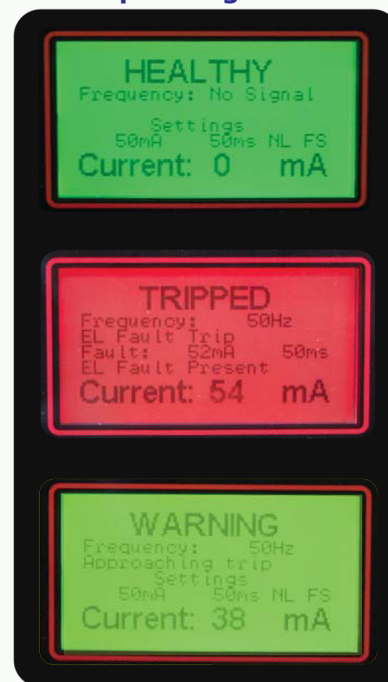 HEALTHY
Frequency: No Signal
Settings
50mA 50ms NL FS
Current: 0 mA
TRIPPED
Frequency: 50Hz
EL Fault Trip
Fault: 52mA 50ms
EL Fault Present
Current: 54 mA
WARNING
Frequency: 50Hz
Approaching trip
Settings
50mA 50ms NL FS
Current: 38 mA